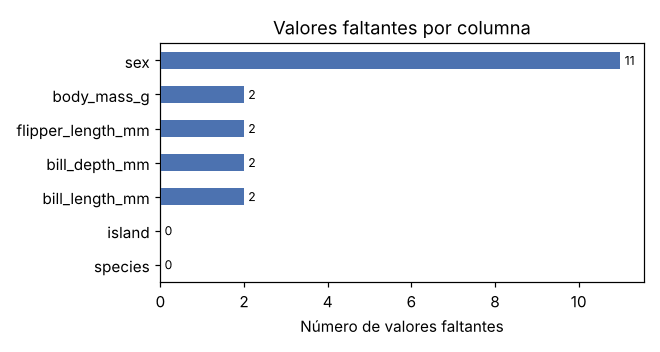 Valores faltantes por columna
sex 11
body_mass_g 2
flipper_length_mm 2
bill_depth_mm 2
bill_length_mm 2
island 0
species 0
0 2 4 6 8 10
Número de valores faltantes